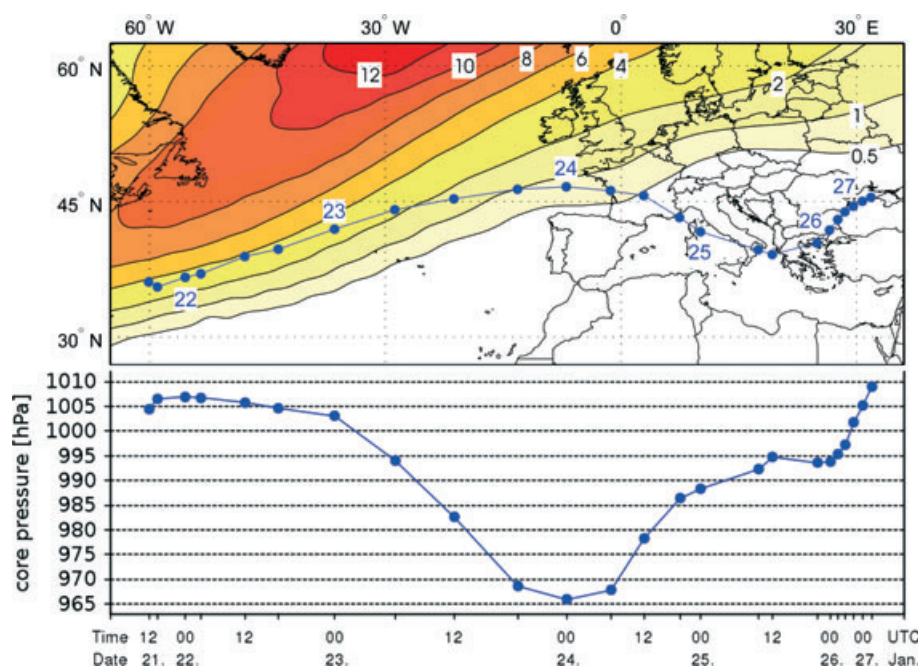 60 ° W 30 ° W 0 ° 30 ° E
60 ° N
12 10 8 6 4 2
1
0.5
24 27
45 ° N
23 26
25
22
30 ° N
core pressure [hPa]
1010
1005
1000
995
990
985
980
975
970
965
Time 12 00 12 00 12 00 12 00 12 00 00 UTC
Date 21. 22. 23. 24. 25. 26. 27. Jan.